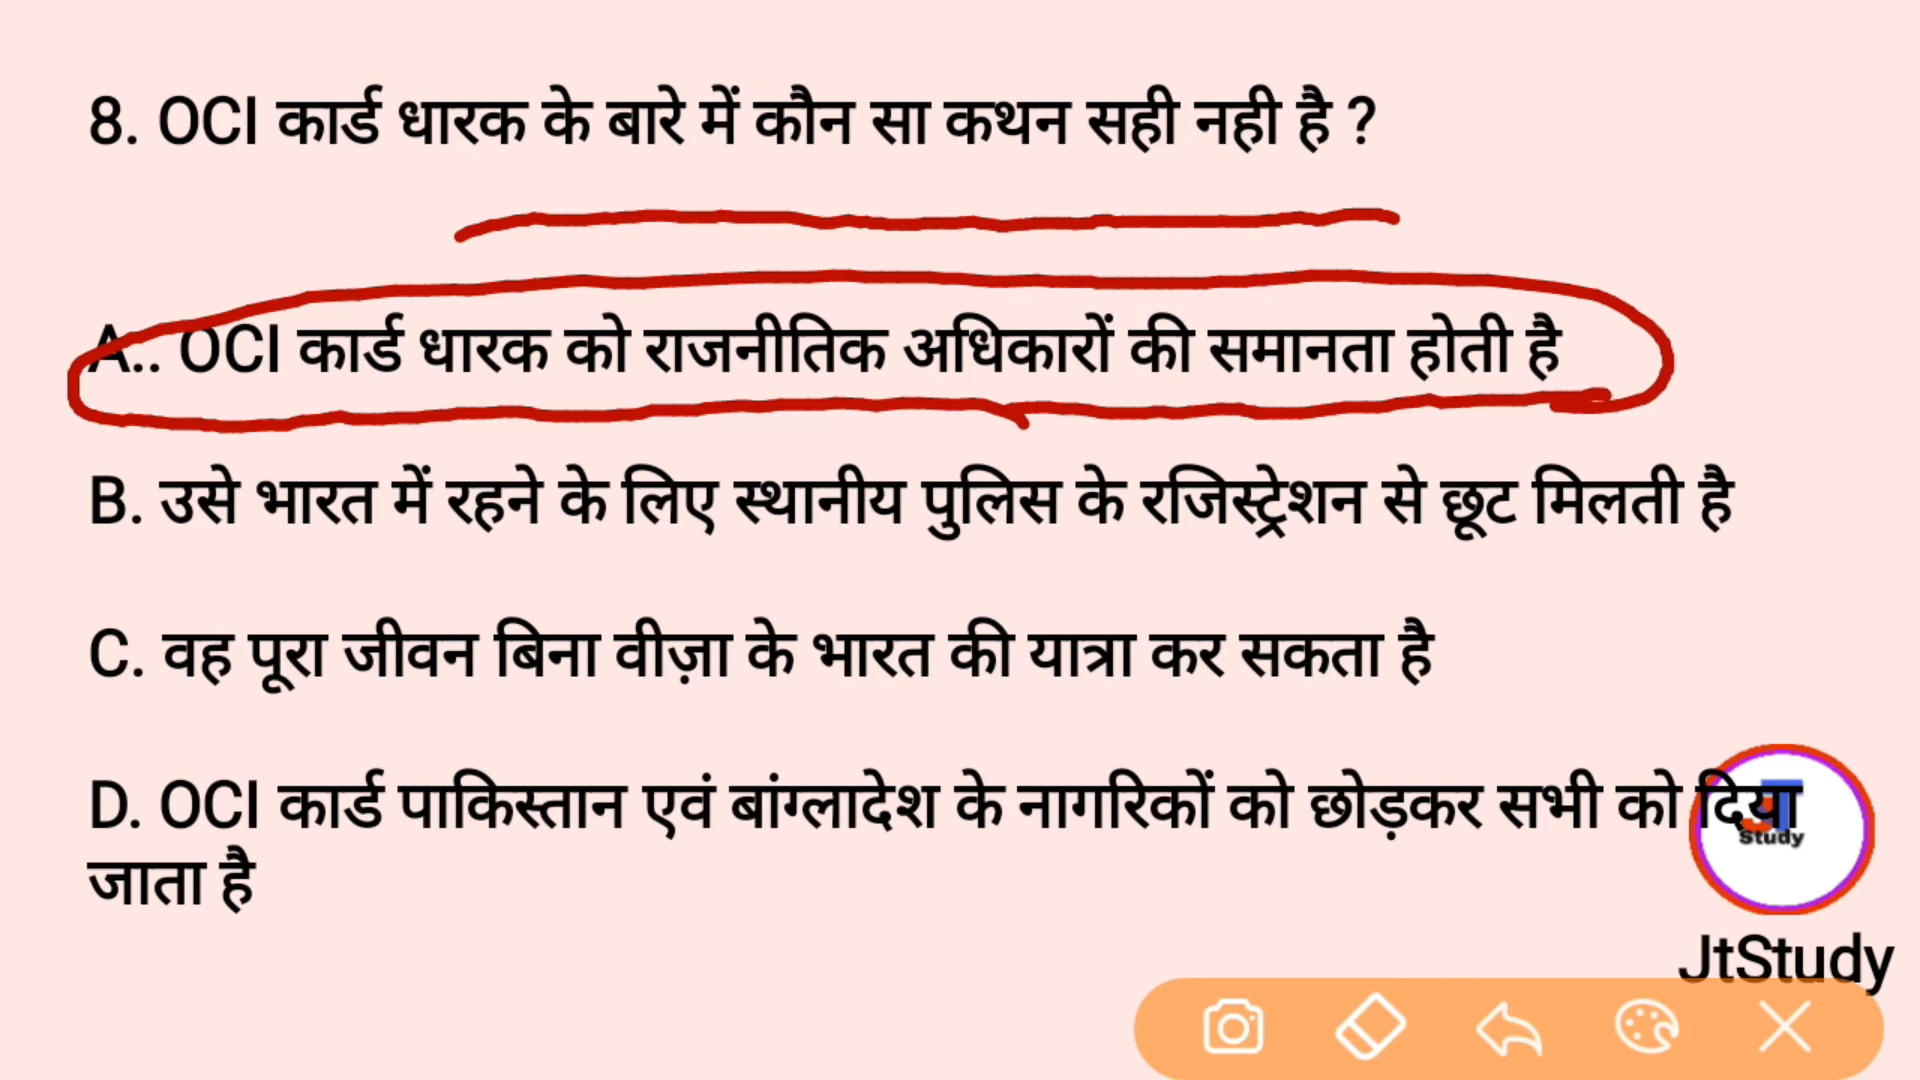 8. OCI कार्ड धारक के बारे में कौन सा कथन सही नही है ?
A.. OCI कार्ड धारक को राजनीतिक अधिकारों की समानता होती है
B. उसे भारत में रहने के लिए स्थानीय पुलिस के रजिस्ट्रेशन से छूट मिलती है
C. वह पूरा जीवन बिना वीज़ा के भारत की यात्रा कर सकता है
D. OCI कार्ड पाकिस्तान एवं बांग्लादेश के नागरिकों को छोड़कर सभी को दिया
जाता है
JT
Study
JtStudy